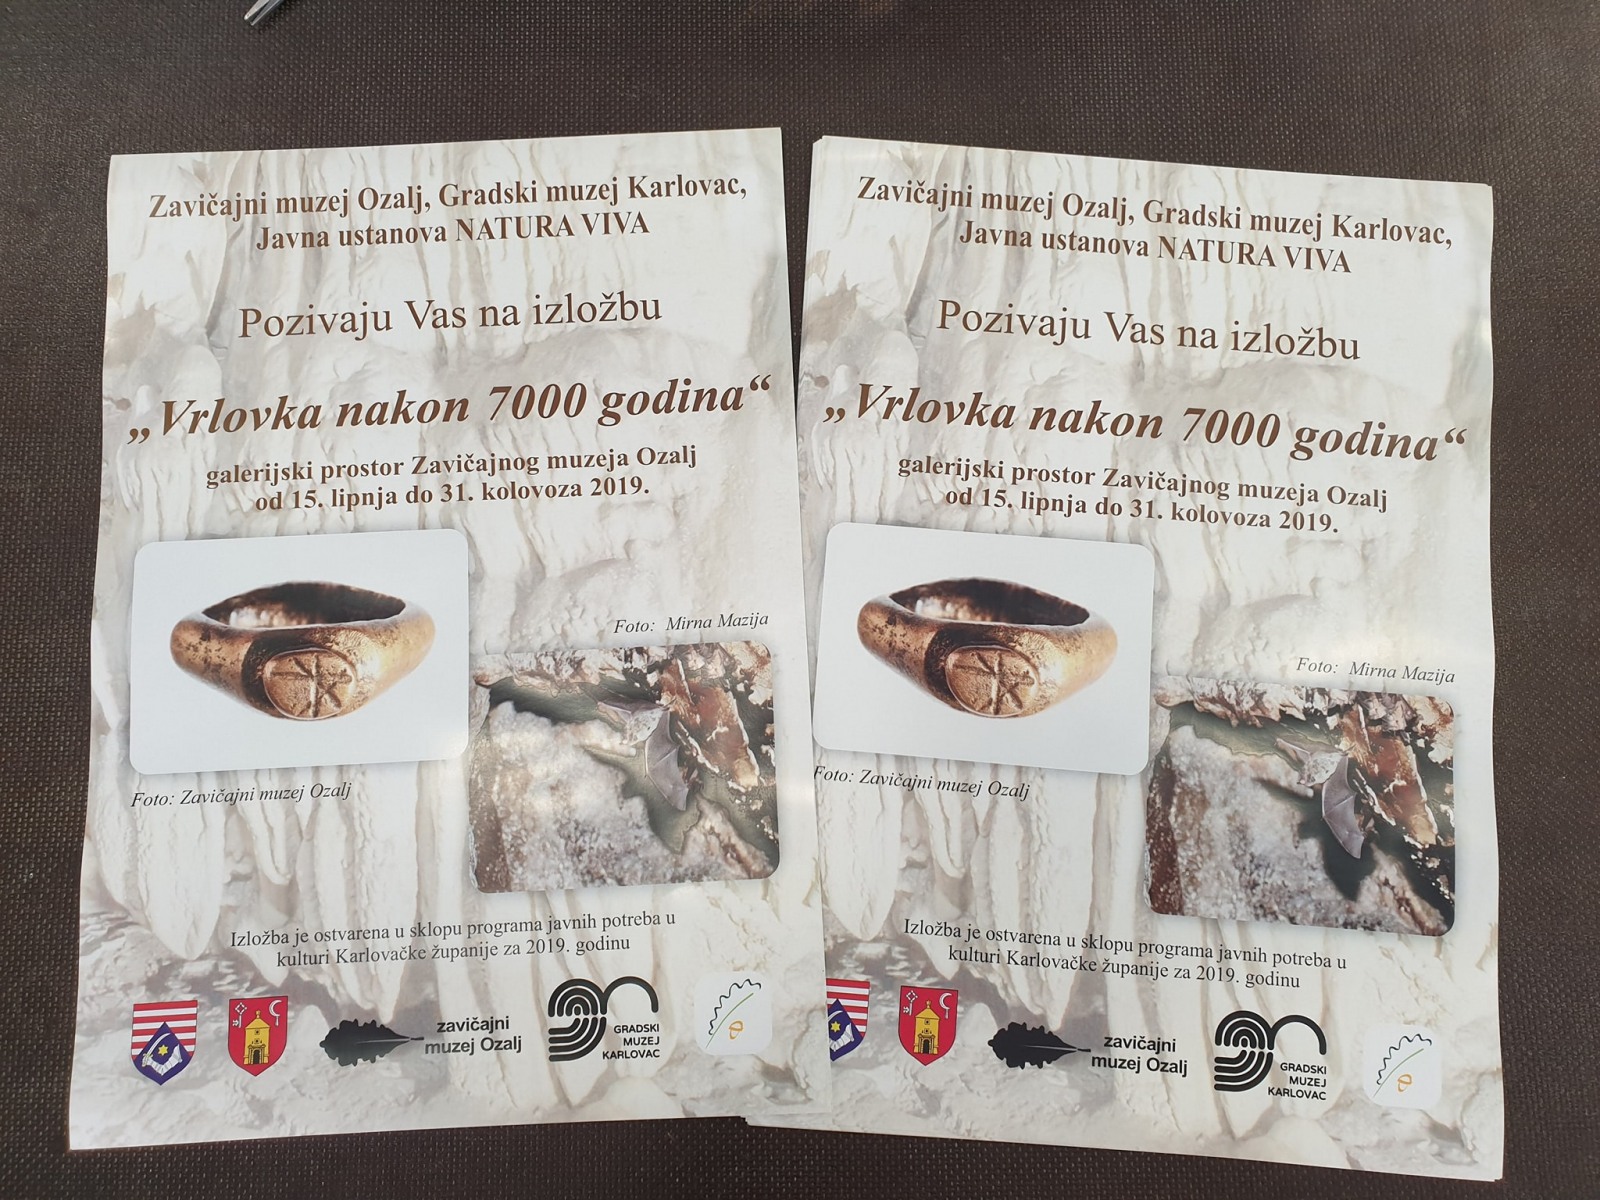 Zavičajni muzej Ozalj, Gradski muzej Karlovac,
Javna ustanova NATURA VIVA
Pozivaju Vas na izložbu
„Vrlovka nakon 7000 godina“
galerijski prostor Zavičajnog muzeja Ozalj
od 15. lipnja do 31. kolovoza 2019.
Foto: Mirna Mazija
Foto: Zavičajni muzej Ozalj
Izložba je ostvarena u sklopu programa javnih potreba u
kulturi Karlovačke županije za 2019. godinu
zavičajni
muzej Ozalj
GRADSKI
MUZEJ
KARLOVAC
Zavičajni muzej Ozalj, Gradski muzej Karlovac,
Javna ustanova NATURA VIVA
Pozivaju Vas na izložbu
„Vrlovka nakon 7000 godina“
galerijski prostor Zavičajnog muzeja Ozalj
od 15. lipnja do 31. kolovoza 2019.
Foto: Mirna Mazija
Foto: Zavičajni muzej Ozalj
Izložba je ostvarena u sklopu programa javnih potreba u
kulturi Karlovačke županije za 2019. godinu
zavičajni
muzej Ozalj
GRADSKI
MUZEJ
KARLOVAC